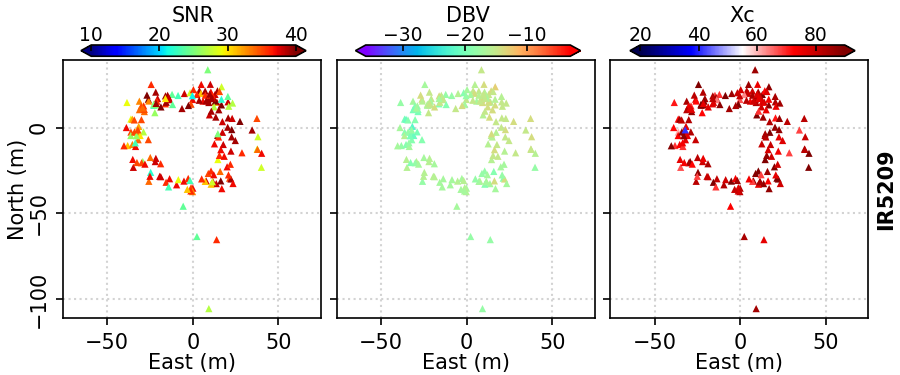 SNR DBV Xc
10 20 30 40 −30 −20 −10 20 40 60 80
North (m)
0
−50
−100
−50 0 50 −50 0 50 −50 0 50
East (m) East (m) East (m)
IR5209